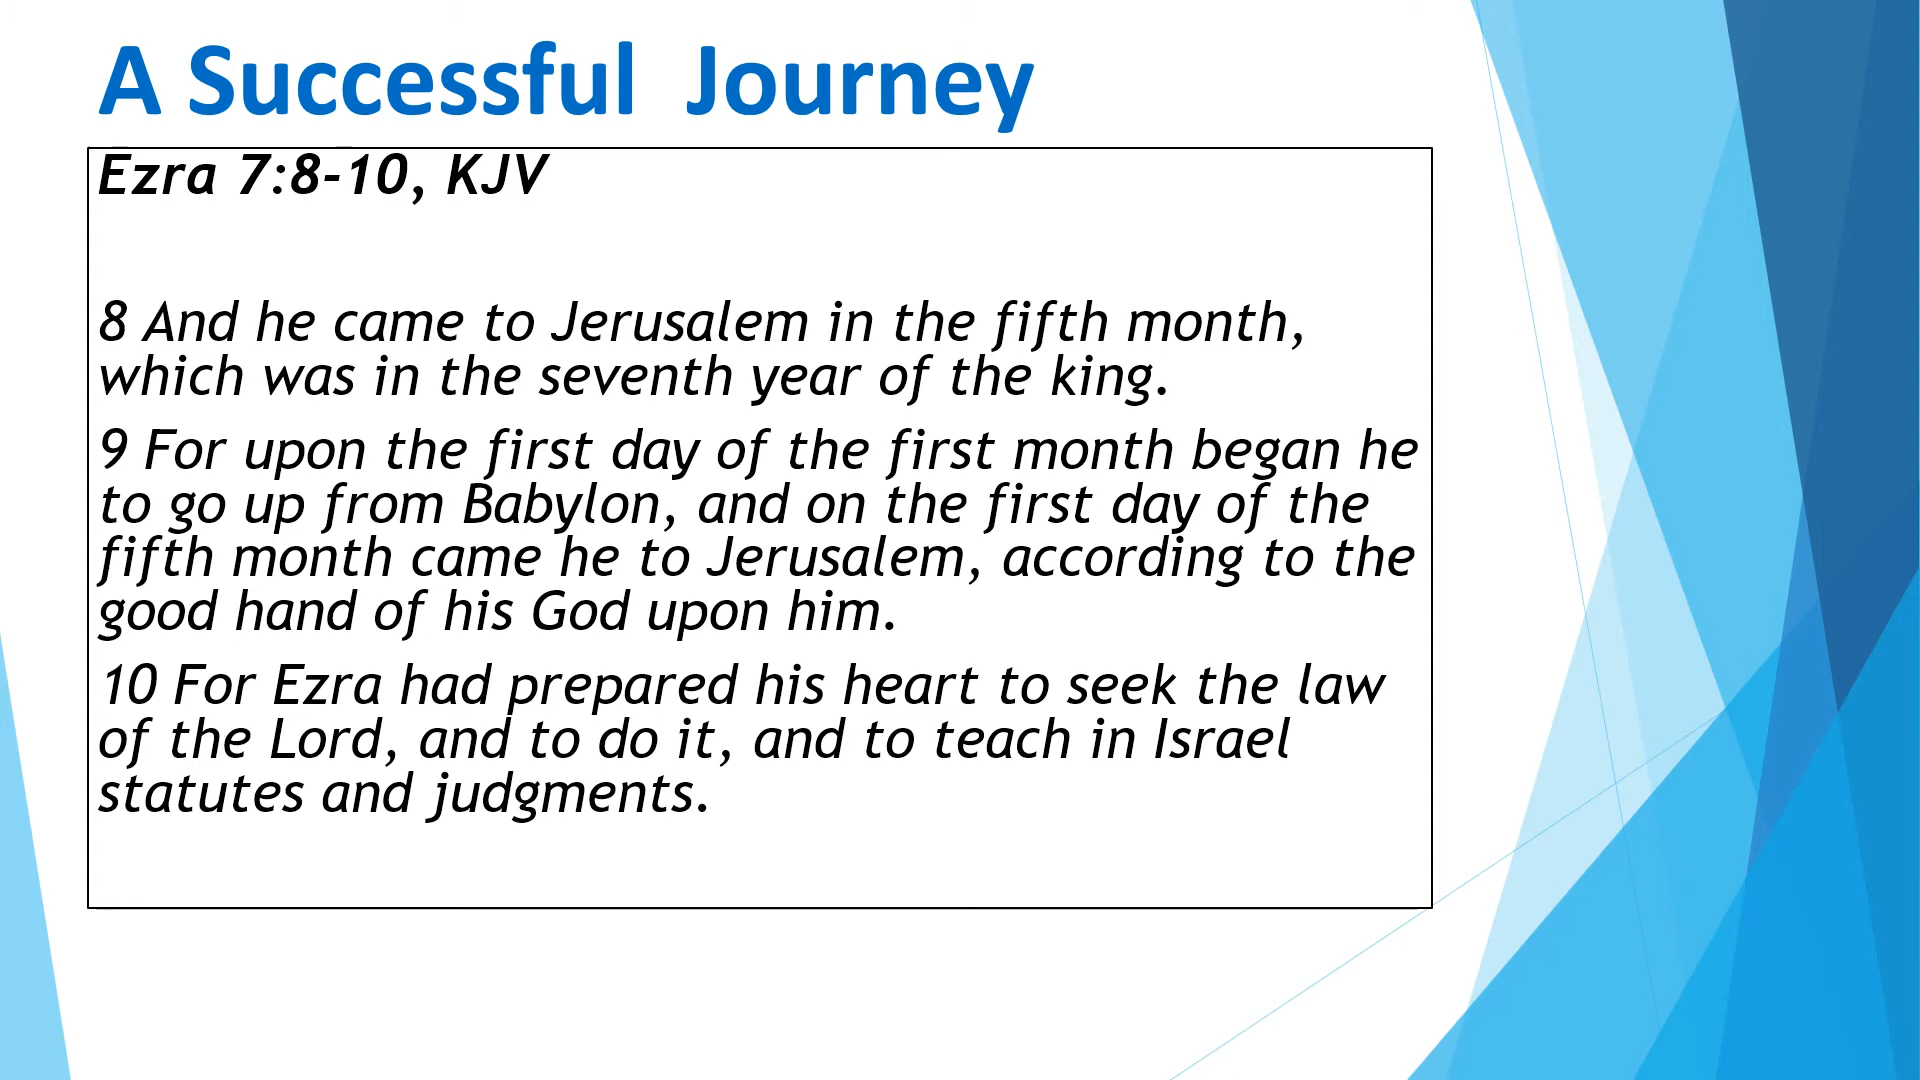 A Successful  Journey
Ezra 7:8-10, KJV
8 And he came to Jerusalem in the fifth month,
which was in the seventh year of the king.
9 For upon the first day of the first month began he
to go up from Babylon, and on the first day of the
fifth month came he to Jerusalem, according to the
good hand of his God upon him.
10 For Ezra had prepared his heart to seek the law
of the Lord, and to do it, and to teach in Israel
statutes and judgments.